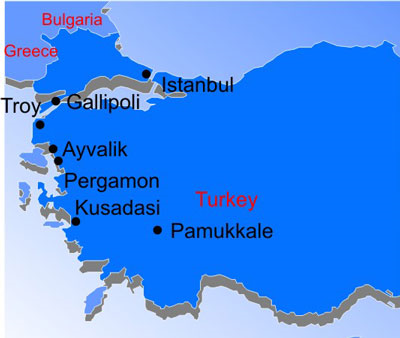 Bulgaria
Greece
Istanbul
Troy
Gallipoli
Ayvalik
Pergamon
Turkey
Kusadasi
Pamukkale